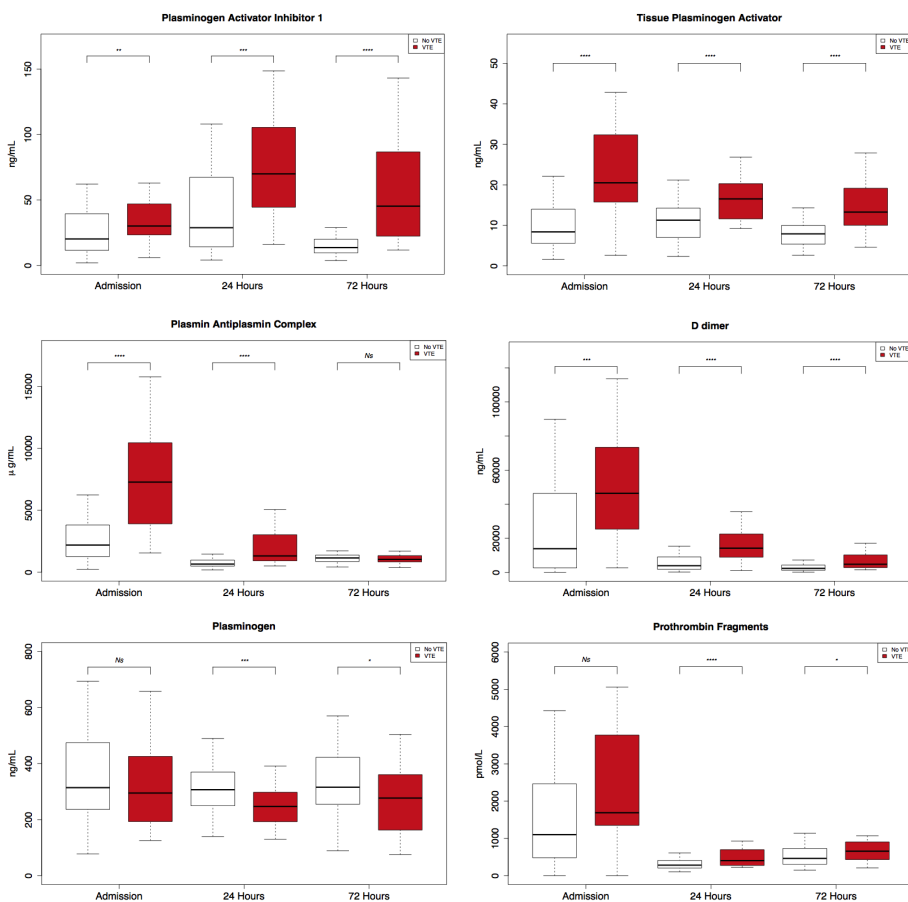 Plasminogen Activator Inhibitor 1
No VTE
VTE
** *** ****
ng/mL
0 50 100 150
Admission 24 Hours 72 Hours
Tissue Plasminogen Activator
No VTE
VTE
**** **** ****
ng/mL
0 10 20 30 40 50
Admission 24 Hours 72 Hours
Plasmin Antiplasmin Complex
No VTE
VTE
**** **** Ns
μ g/mL
0 5000 10000 15000
Admission 24 Hours 72 Hours
D dimer
No VTE
VTE
*** **** ****
ng/mL
0 20000 60000 100000
Admission 24 Hours 72 Hours
Plasminogen
No VTE
VTE
Ns *** *
ng/mL
0 200 400 600 800
Admission 24 Hours 72 Hours
Prothrombin Fragments
No VTE
VTE
Ns **** *
pmol/L
0 1000 2000 3000 4000 5000 6000
Admission 24 Hours 72 Hours